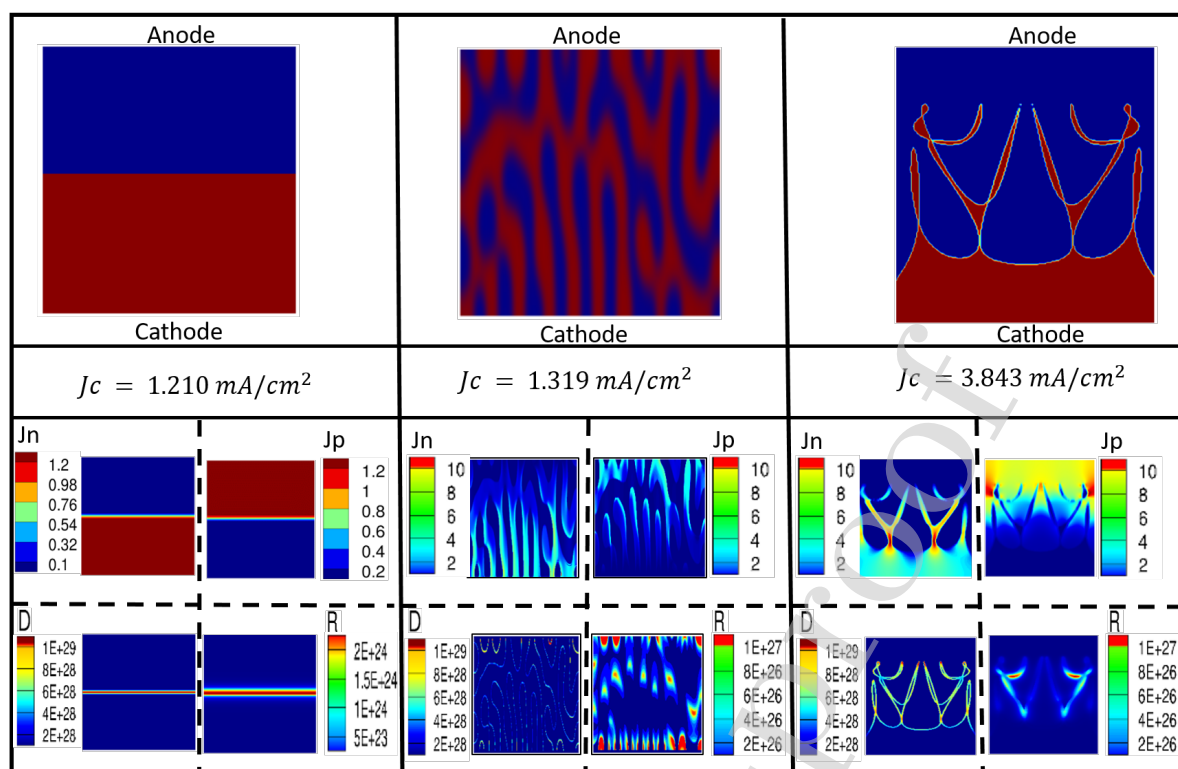 Anode
Anode
Anode
Cathode
Cathode
Cathode
Jc = 1.210 mA/cm²
Jc = 1.319 mA/cm²
Jc = 3.843 mA/cm²
Jn
1.2
0.98
0.76
0.54
0.32
0.1
Jp
1.2
1
0.8
0.6
0.4
0.2
Jn
10
8
6
4
2
Jp
10
8
6
4
2
Jn
10
8
6
4
2
Jp
10
8
6
4
2
D
1E+29
8E+28
6E+28
4E+28
2E+28
R
2E+24
1.5E+24
1E+24
5E+23
D
1E+29
8E+28
6E+28
4E+28
2E+28
R
1E+27
8E+26
6E+26
4E+26
2E+26
D
1E+29
8E+28
6E+28
4E+28
2E+28
R
1E+27
8E+26
6E+26
4E+26
2E+26
proof